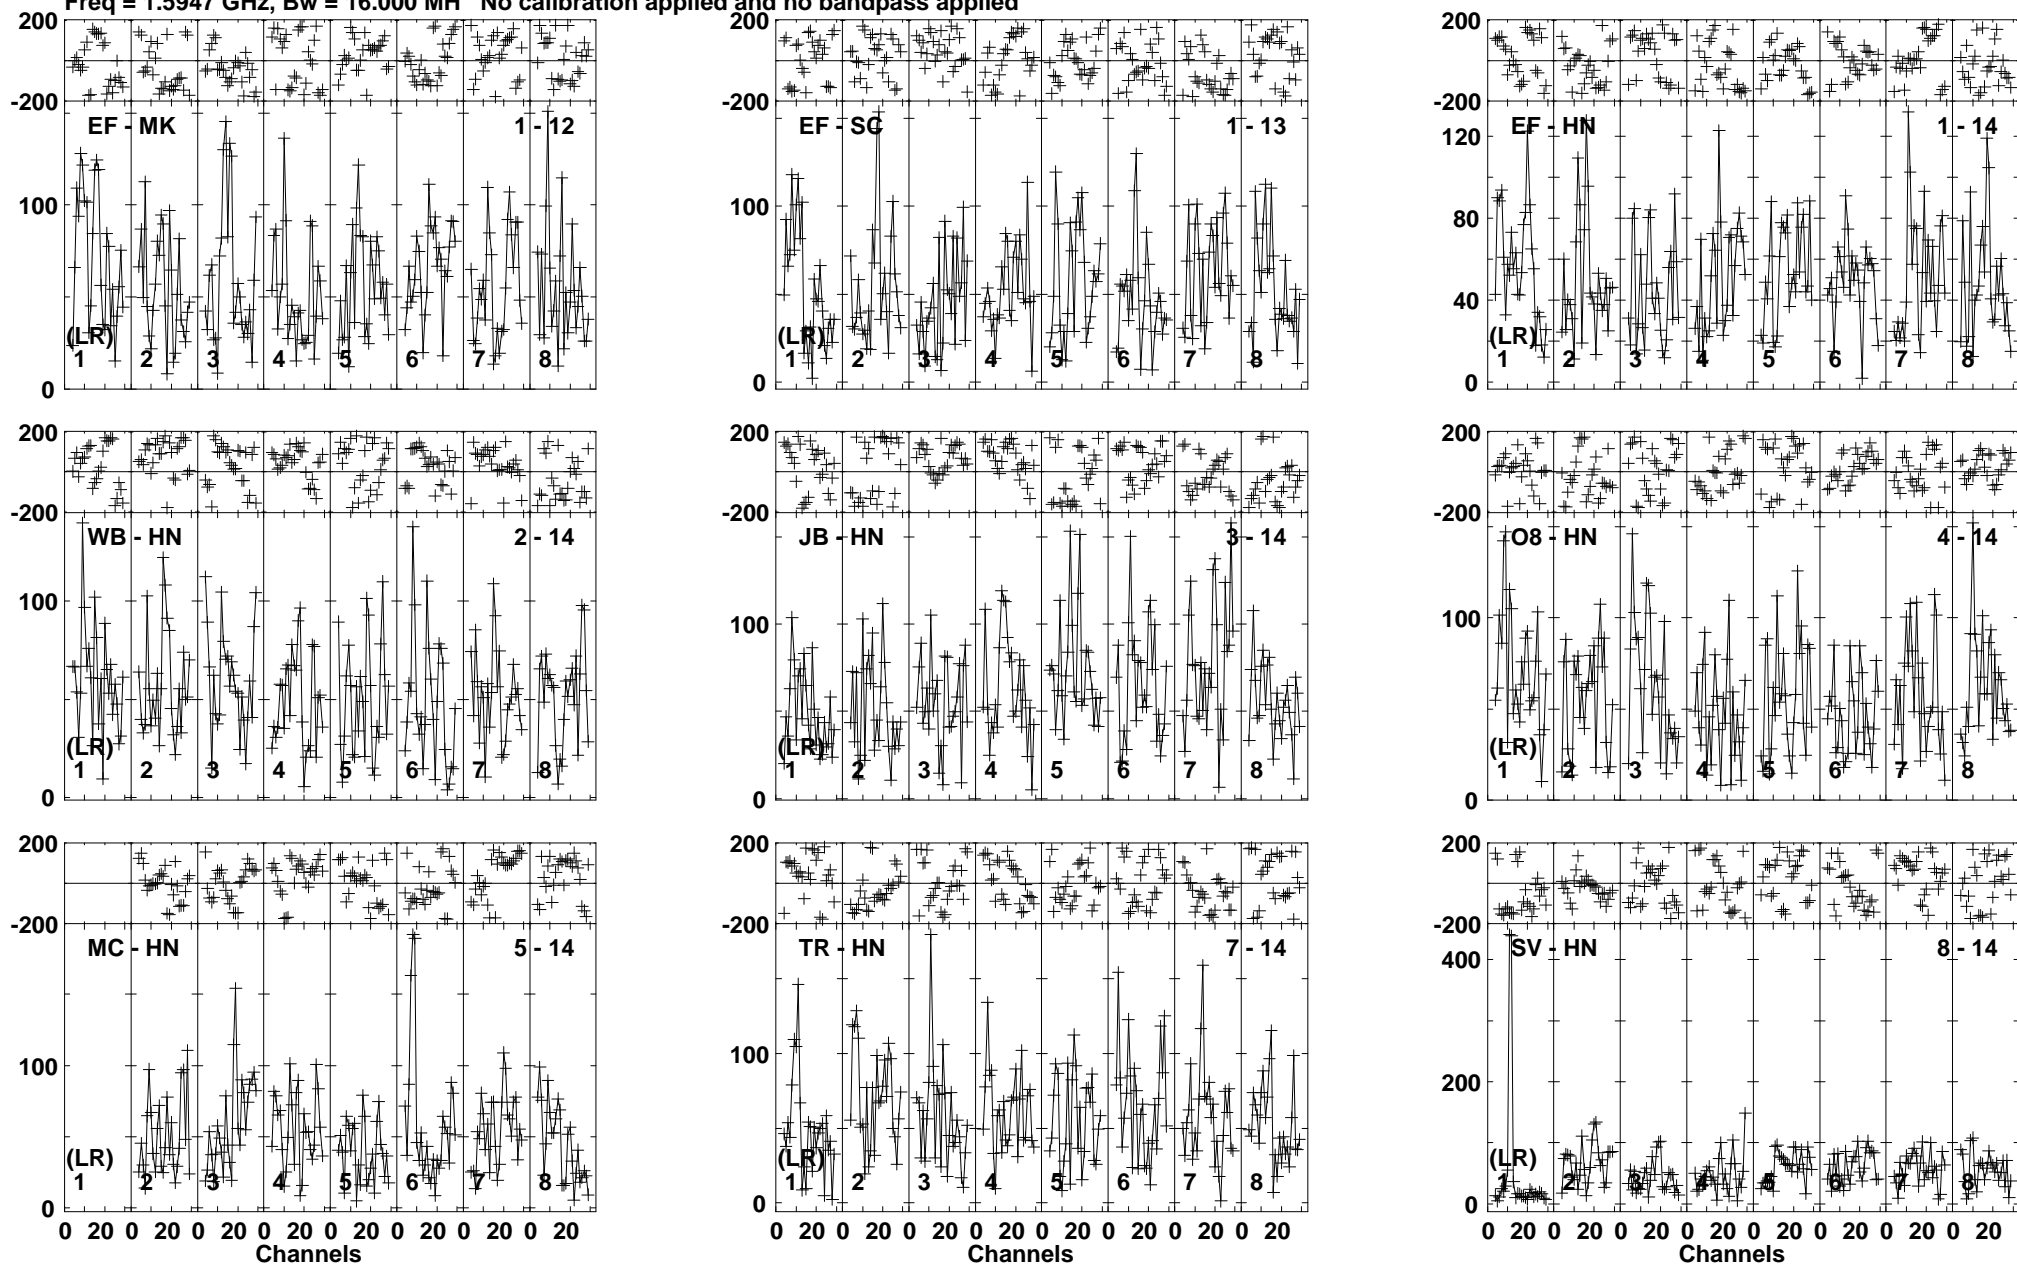 Freq = 1.5947 GHz, Bw = 16.000 MH No calibration applied and no bandpass applied
200 200 200
-200 -200 -200
EF - MK 1 - 12 EF - SC 1 - 13 EF - HN 1 - 14
120
100 100 80
40
(LR) (LR) (LR)
1 2 3 4 5 6 7 8 1 2 3 4 5 6 7 8 1 2 3 4 5 6 7 8
0 0 0
200 200 200
-200 -200 -200
WB - HN 2 - 14 JB - HN 3 - 14 O8 - HN 4 - 14
100 100 100
(LR) (LR) (LR)
1 2 3 4 5 6 7 8 1 2 3 4 5 6 7 8 1 2 3 4 5 6 7 8
0 0 0
200 200 200
-200 -200 -200
MC - HN 5 - 14 TR - HN 7 - 14 SV - HN 8 - 14
400
100 100 200
(LR) (LR) (LR)
1 2 3 4 5 6 7 8 1 2 3 4 5 6 7 8 1 2 3 4 5 6 7 8
0 0 0
0 20 0 20 0 20 0 20 0 20 0 20 0 20 0 20 0 20 0 20 0 20 0 20 0 20 0 20 0 20 0 20 0 20 0 20 0 20 0 20 0 20 0 20 0 20 0 20
Channels Channels Channels